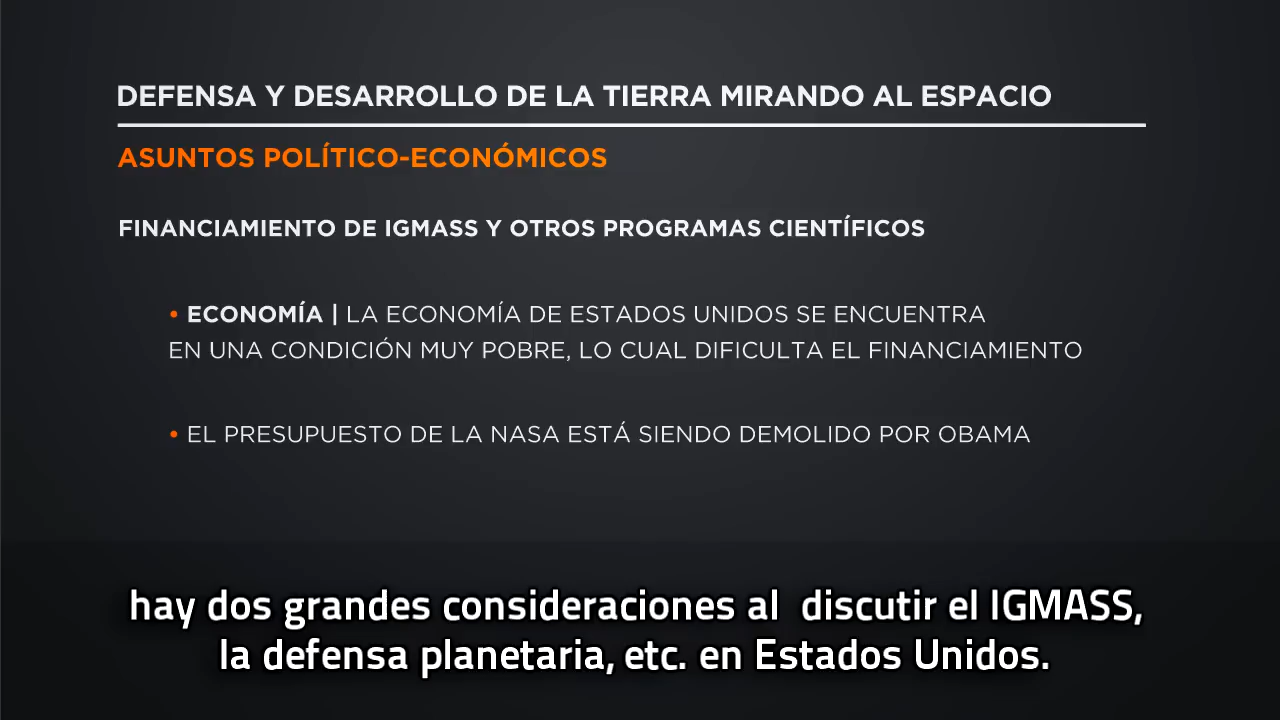 DEFENSA Y DESARROLLO DE LA TIERRA MIRANDO AL ESPACIO
ASUNTOS POLÍTICO-ECONÓMICOS
FINANCIAMIENTO DE IGMASS Y OTROS PROGRAMAS CIENTÍFICOS
• ECONOMÍA | LA ECONOMÍA DE ESTADOS UNIDOS SE ENCUENTRA
EN UNA CONDICIÓN MUY POBRE, LO CUAL DIFICULTA EL FINANCIAMIENTO
• EL PRESUPUESTO DE LA NASA ESTÁ SIENDO DEMOLIDO POR OBAMA
hay dos grandes consideraciones al  discutir el IGMASS,
la defensa planetaria, etc. en Estados Unidos.